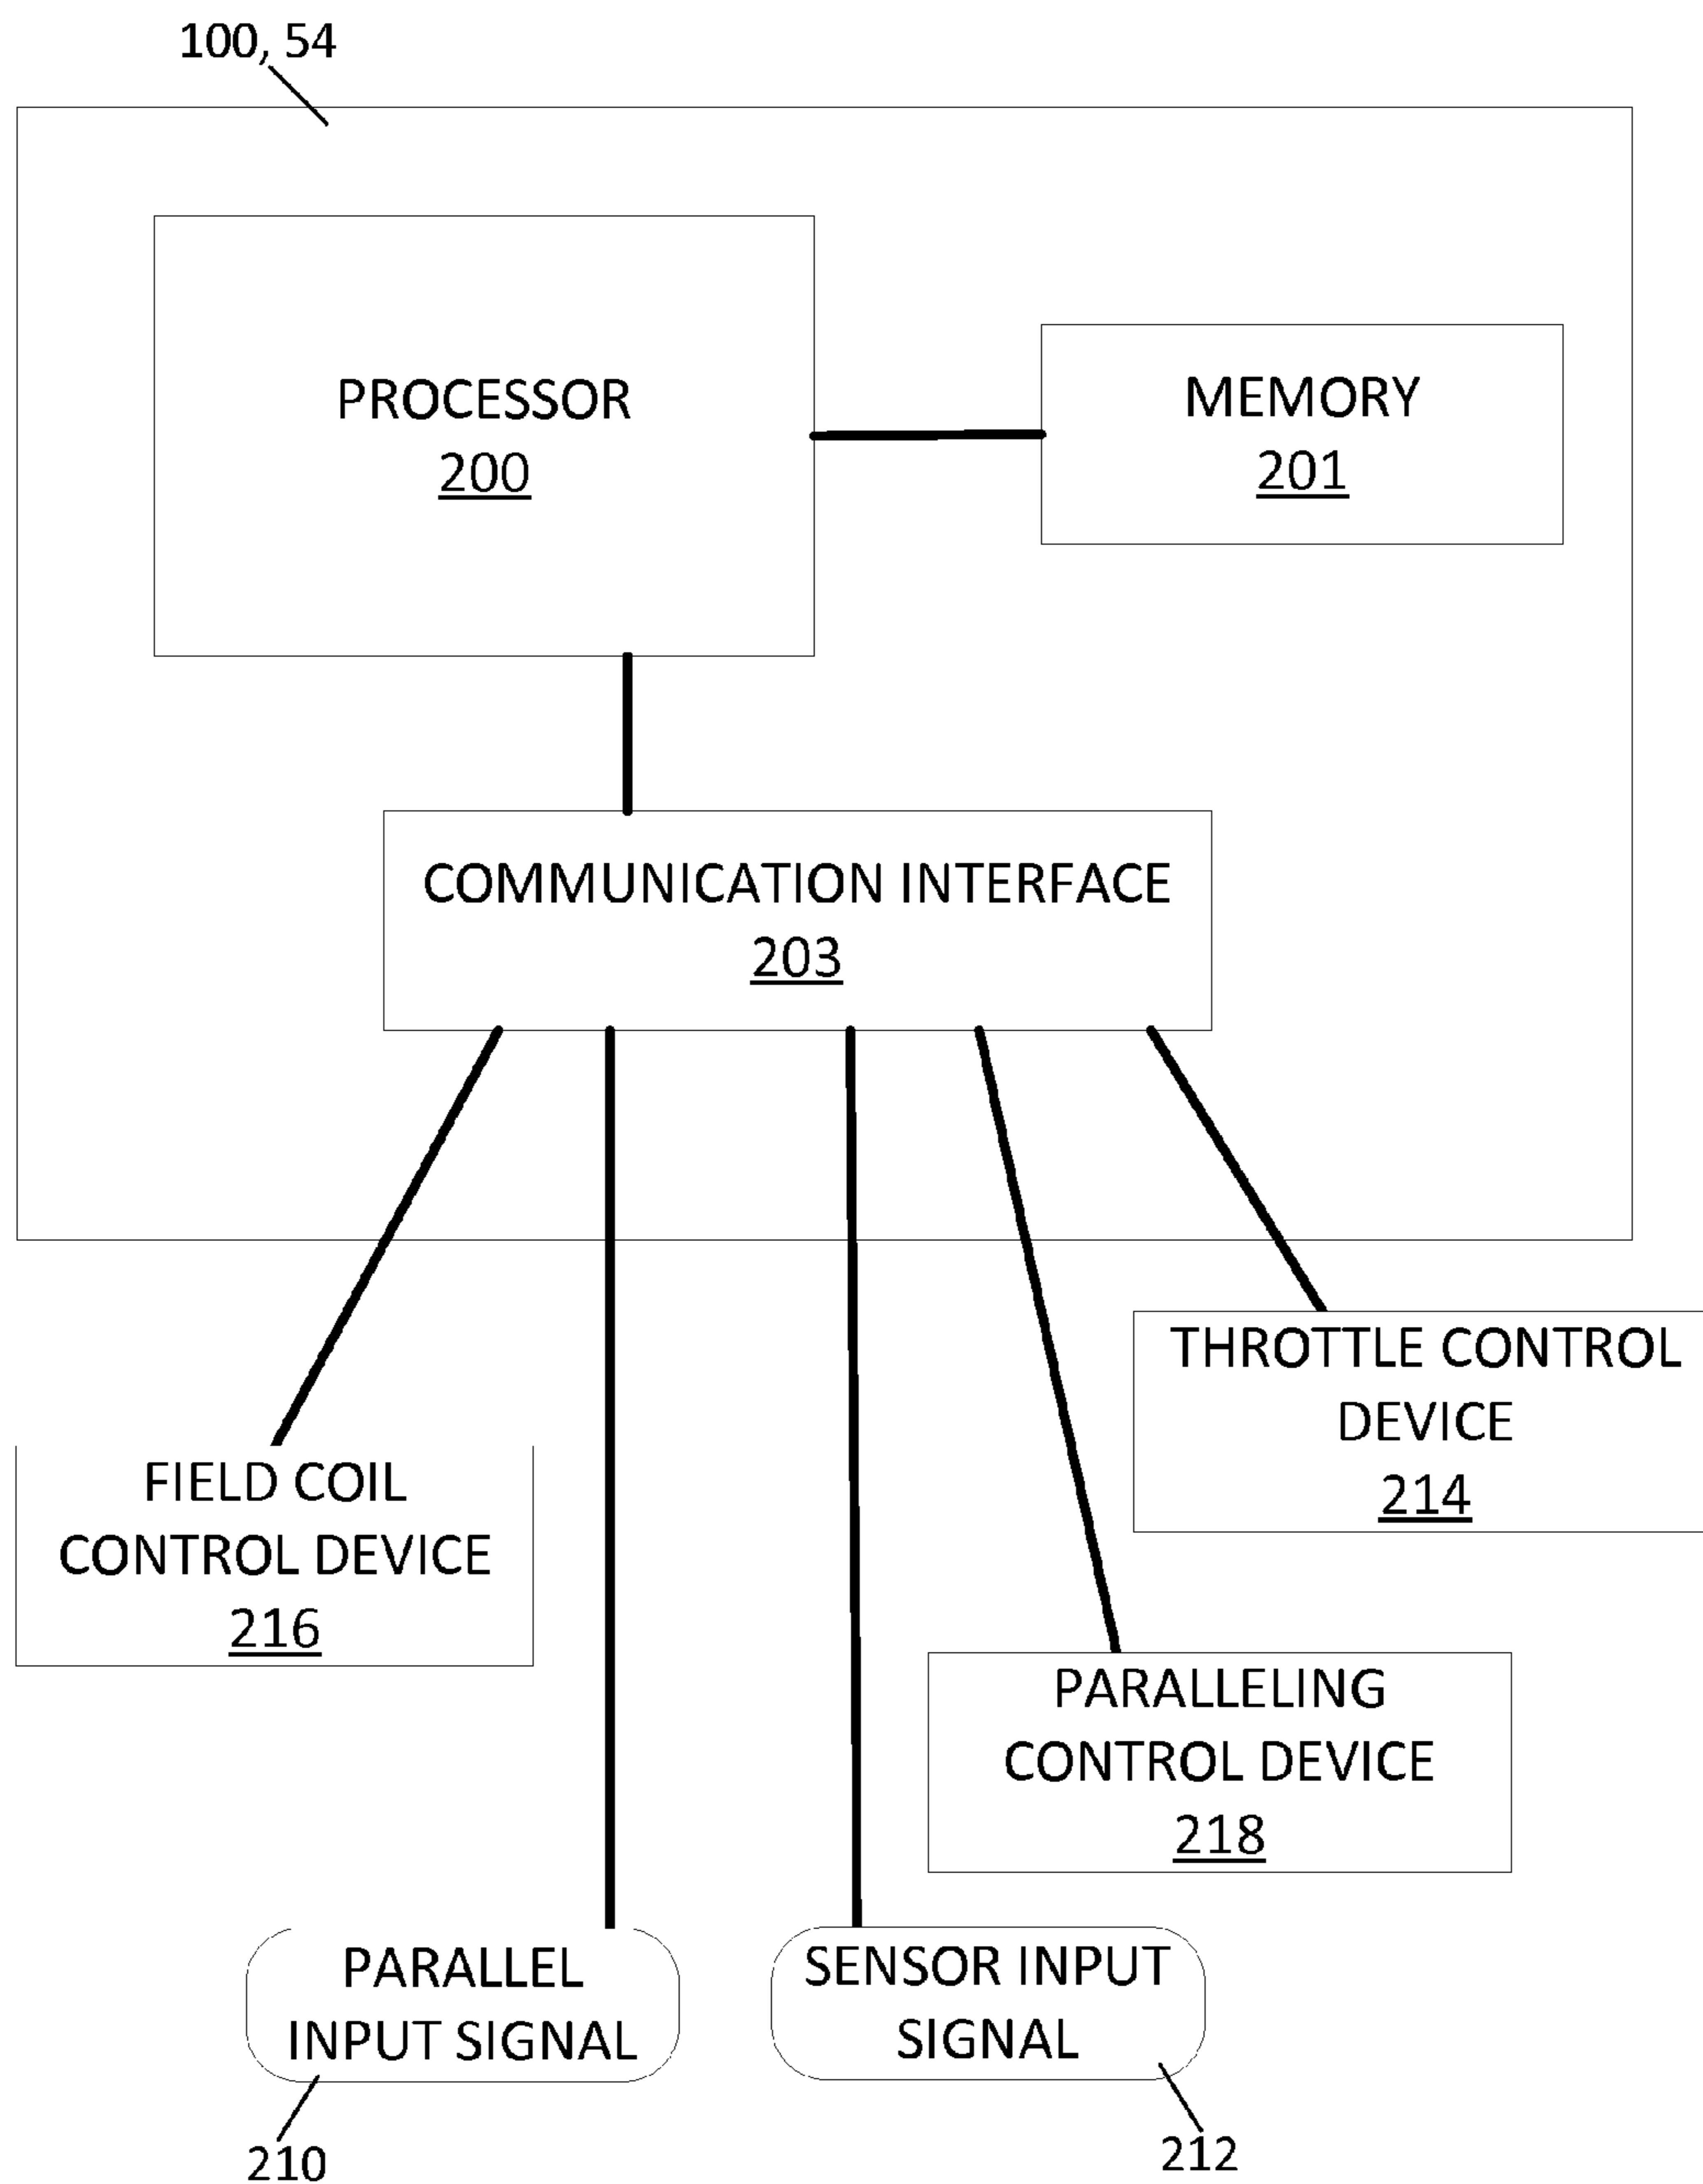 100, 54
PROCESSOR
200
MEMORY
201
COMMUNICATION INTERFACE
203
THROTTLE CONTROL
DEVICE
214
FIELD COIL
CONTROL DEVICE
216
PARALLELING
CONTROL DEVICE
218
PARALLEL
INPUT SIGNAL
210
SENSOR INPUT
SIGNAL
212